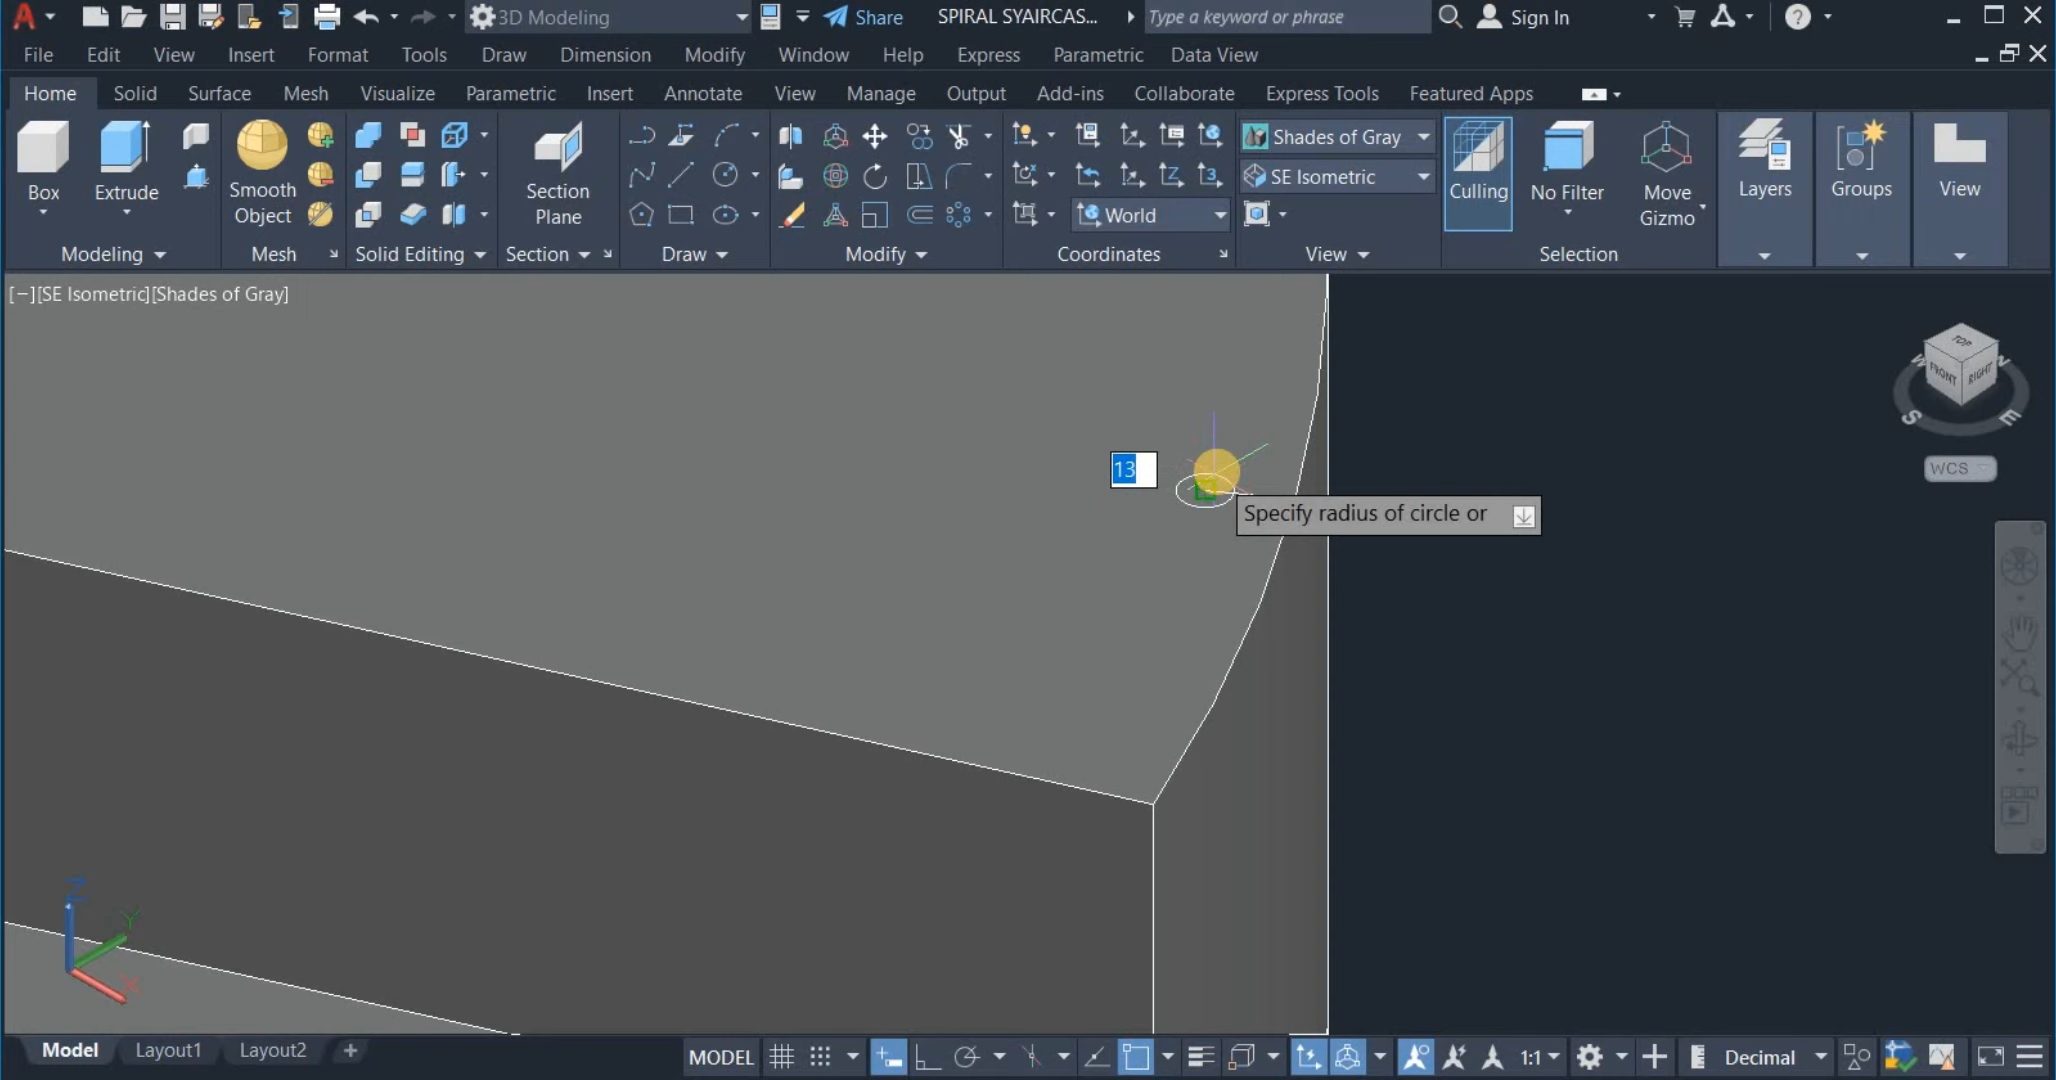 3D Modeling
Share
SPIRAL SYAIRCAS...
Type a keyword or phrase
Sign In
File Edit View Insert Format Tools Draw Dimension Modify Window Help Express Parametric Data View
Home Solid Surface Mesh Visualize Parametric Insert Annotate View Manage Output Add-ins Collaborate Express Tools Featured Apps
Box
Extrude
Smooth
Object
Section
Plane
World
Shades of Gray
SE Isometric
Culling
No Filter
Move
Gizmo
Layers
Groups
View
Modeling
Mesh
Solid Editing
Section
Draw
Modify
Coordinates
View
Selection
[−][SE Isometric][Shades of Gray]
TOP
FRONT
RIGHT
W
N
S
E
WCS
13
Specify radius of circle or
Z
Y
X
Model Layout1 Layout2 +
MODEL
1:1
Decimal